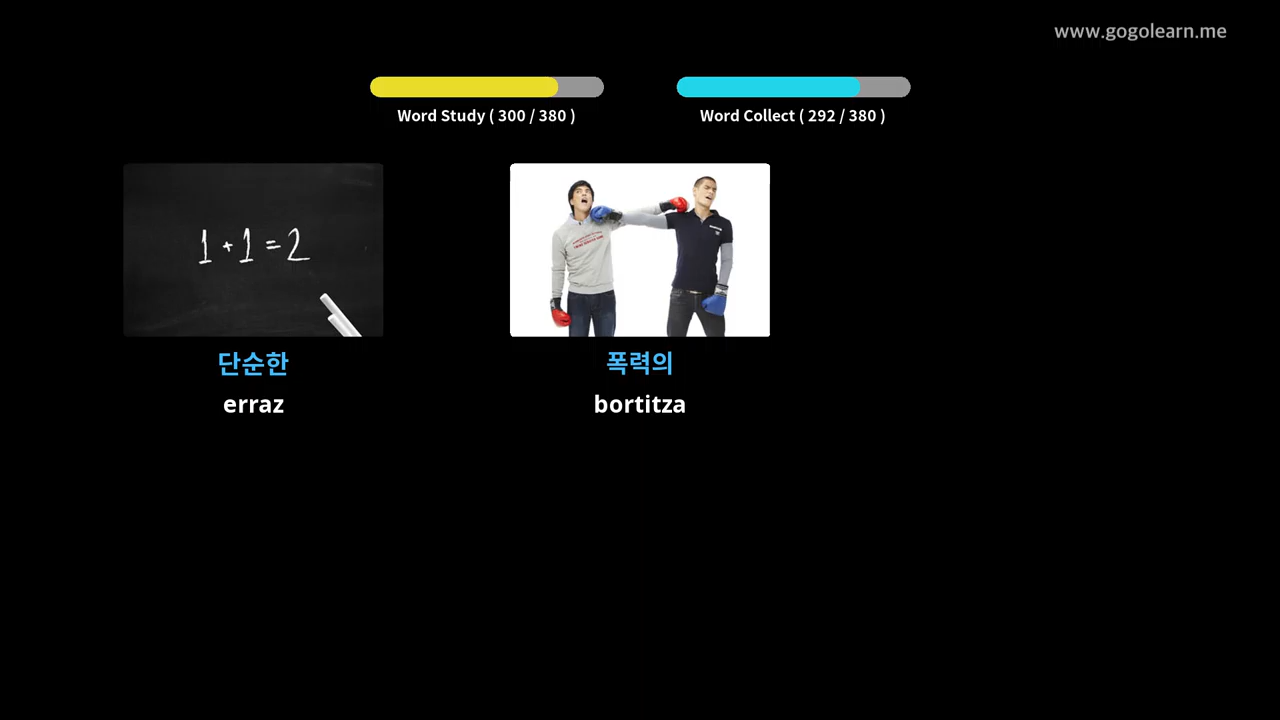 www.gogolearn.me
Word Study ( 300 / 380 )
Word Collect ( 292 / 380 )
1 + 1 = 2
단순한
erraz
폭력의
bortitza